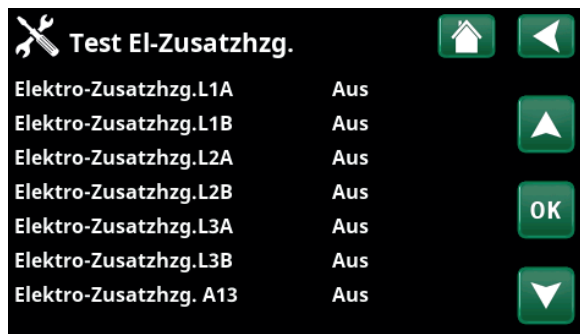 Test El-Zusatzhzg.
Elektro-Zusatzhzg.L1A Aus
Elektro-Zusatzhzg.L1B Aus
Elektro-Zusatzhzg.L2A Aus
Elektro-Zusatzhzg.L2B Aus
Elektro-Zusatzhzg.L3A Aus
OK
Elektro-Zusatzhzg.L3B Aus
Elektro-Zusatzhzg. A13 Aus